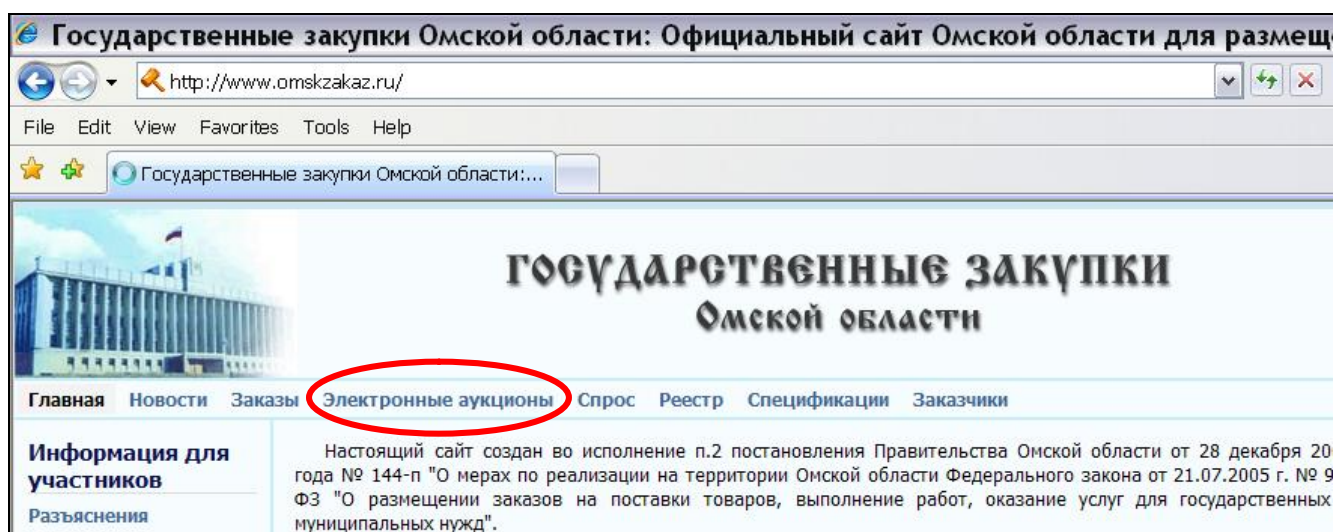 Государственные закупки Омской области: Официальный сайт Омской области для размещ
http://www.omskzakaz.ru/
File Edit View Favorites Tools Help
Государственные закупки Омской области:...
ГОСУДАРСТВЕННЫЕ ЗАКУПКИ
Омской области
Главная Новости Заказы Электронные аукционы Спрос Реестр Спецификации Заказчики
Информация для
участников
Разъяснения
Настоящий сайт создан во исполнение п.2 постановления Правительства Омской области от 28 декабря 20
года № 144-п "О мерах по реализации на территории Омской области Федерального закона от 21.07.2005 г. № 9
ФЗ "О размещении заказов на поставки товаров, выполнение работ, оказание услуг для государственных
муниципальных нужд".